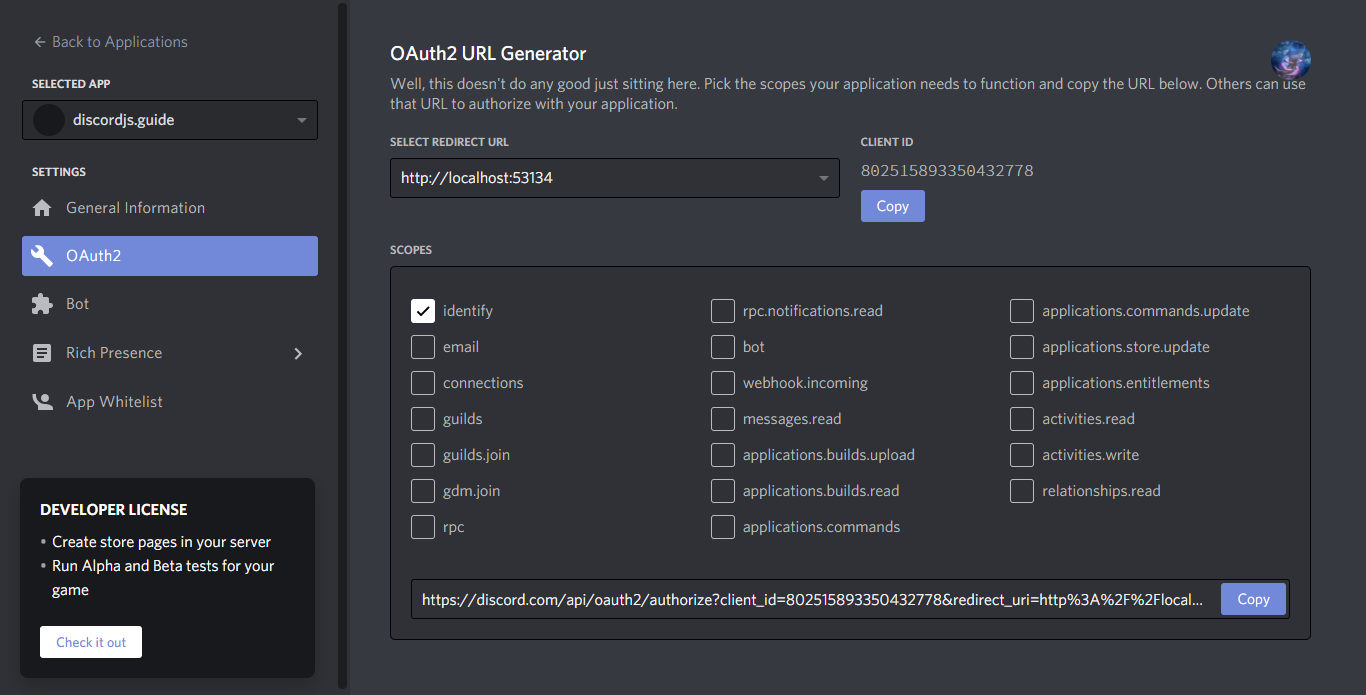 Back to Applications
SELECTED APP
discordjs.guide
SETTINGS
General Information
OAuth2
Bot
Rich Presence
App Whitelist
DEVELOPER LICENSE
• Create store pages in your server
• Run Alpha and Beta tests for your
game
Check it out
OAuth2 URL Generator
Well, this doesn't do any good just sitting here. Pick the scopes your application needs to function and copy the URL below. Others can use
that URL to authorize with your application.
SELECT REDIRECT URL
http://localhost:53134
CLIENT ID
802515893350432778
Copy
SCOPES
identify
email
connections
guilds
guilds.join
gdm.join
rpc
rpc.notifications.read
bot
webhook.incoming
messages.read
applications.builds.upload
applications.builds.read
applications.commands
applications.commands.update
applications.store.update
applications.entitlements
activities.read
activities.write
relationships.read
https://discord.com/api/oauth2/authorize?client_id=802515893350432778&redirect_uri=http%3A%2F%2Flocal...
Copy